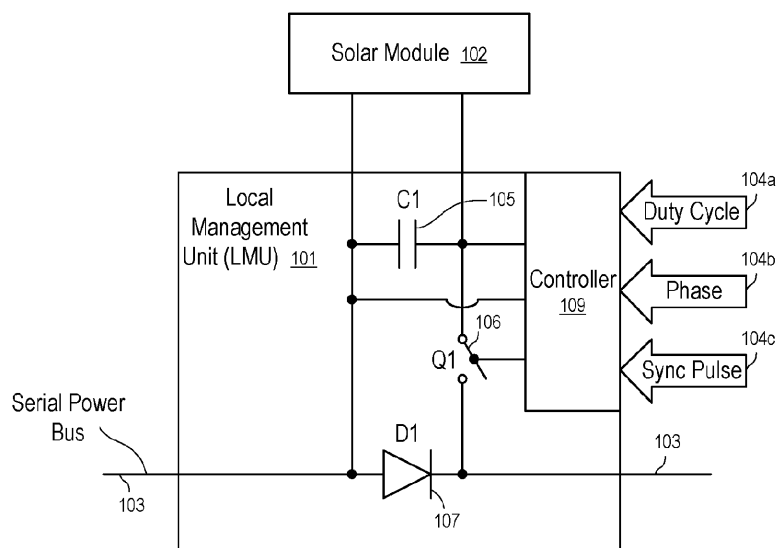 Solar Module 102
Local
Management
Unit (LMU) 101
C1
105
Controller
109
Duty Cycle
104a
Phase
104b
Sync Pulse
104c
106
Q1
Serial Power
Bus
D1
103
103
107